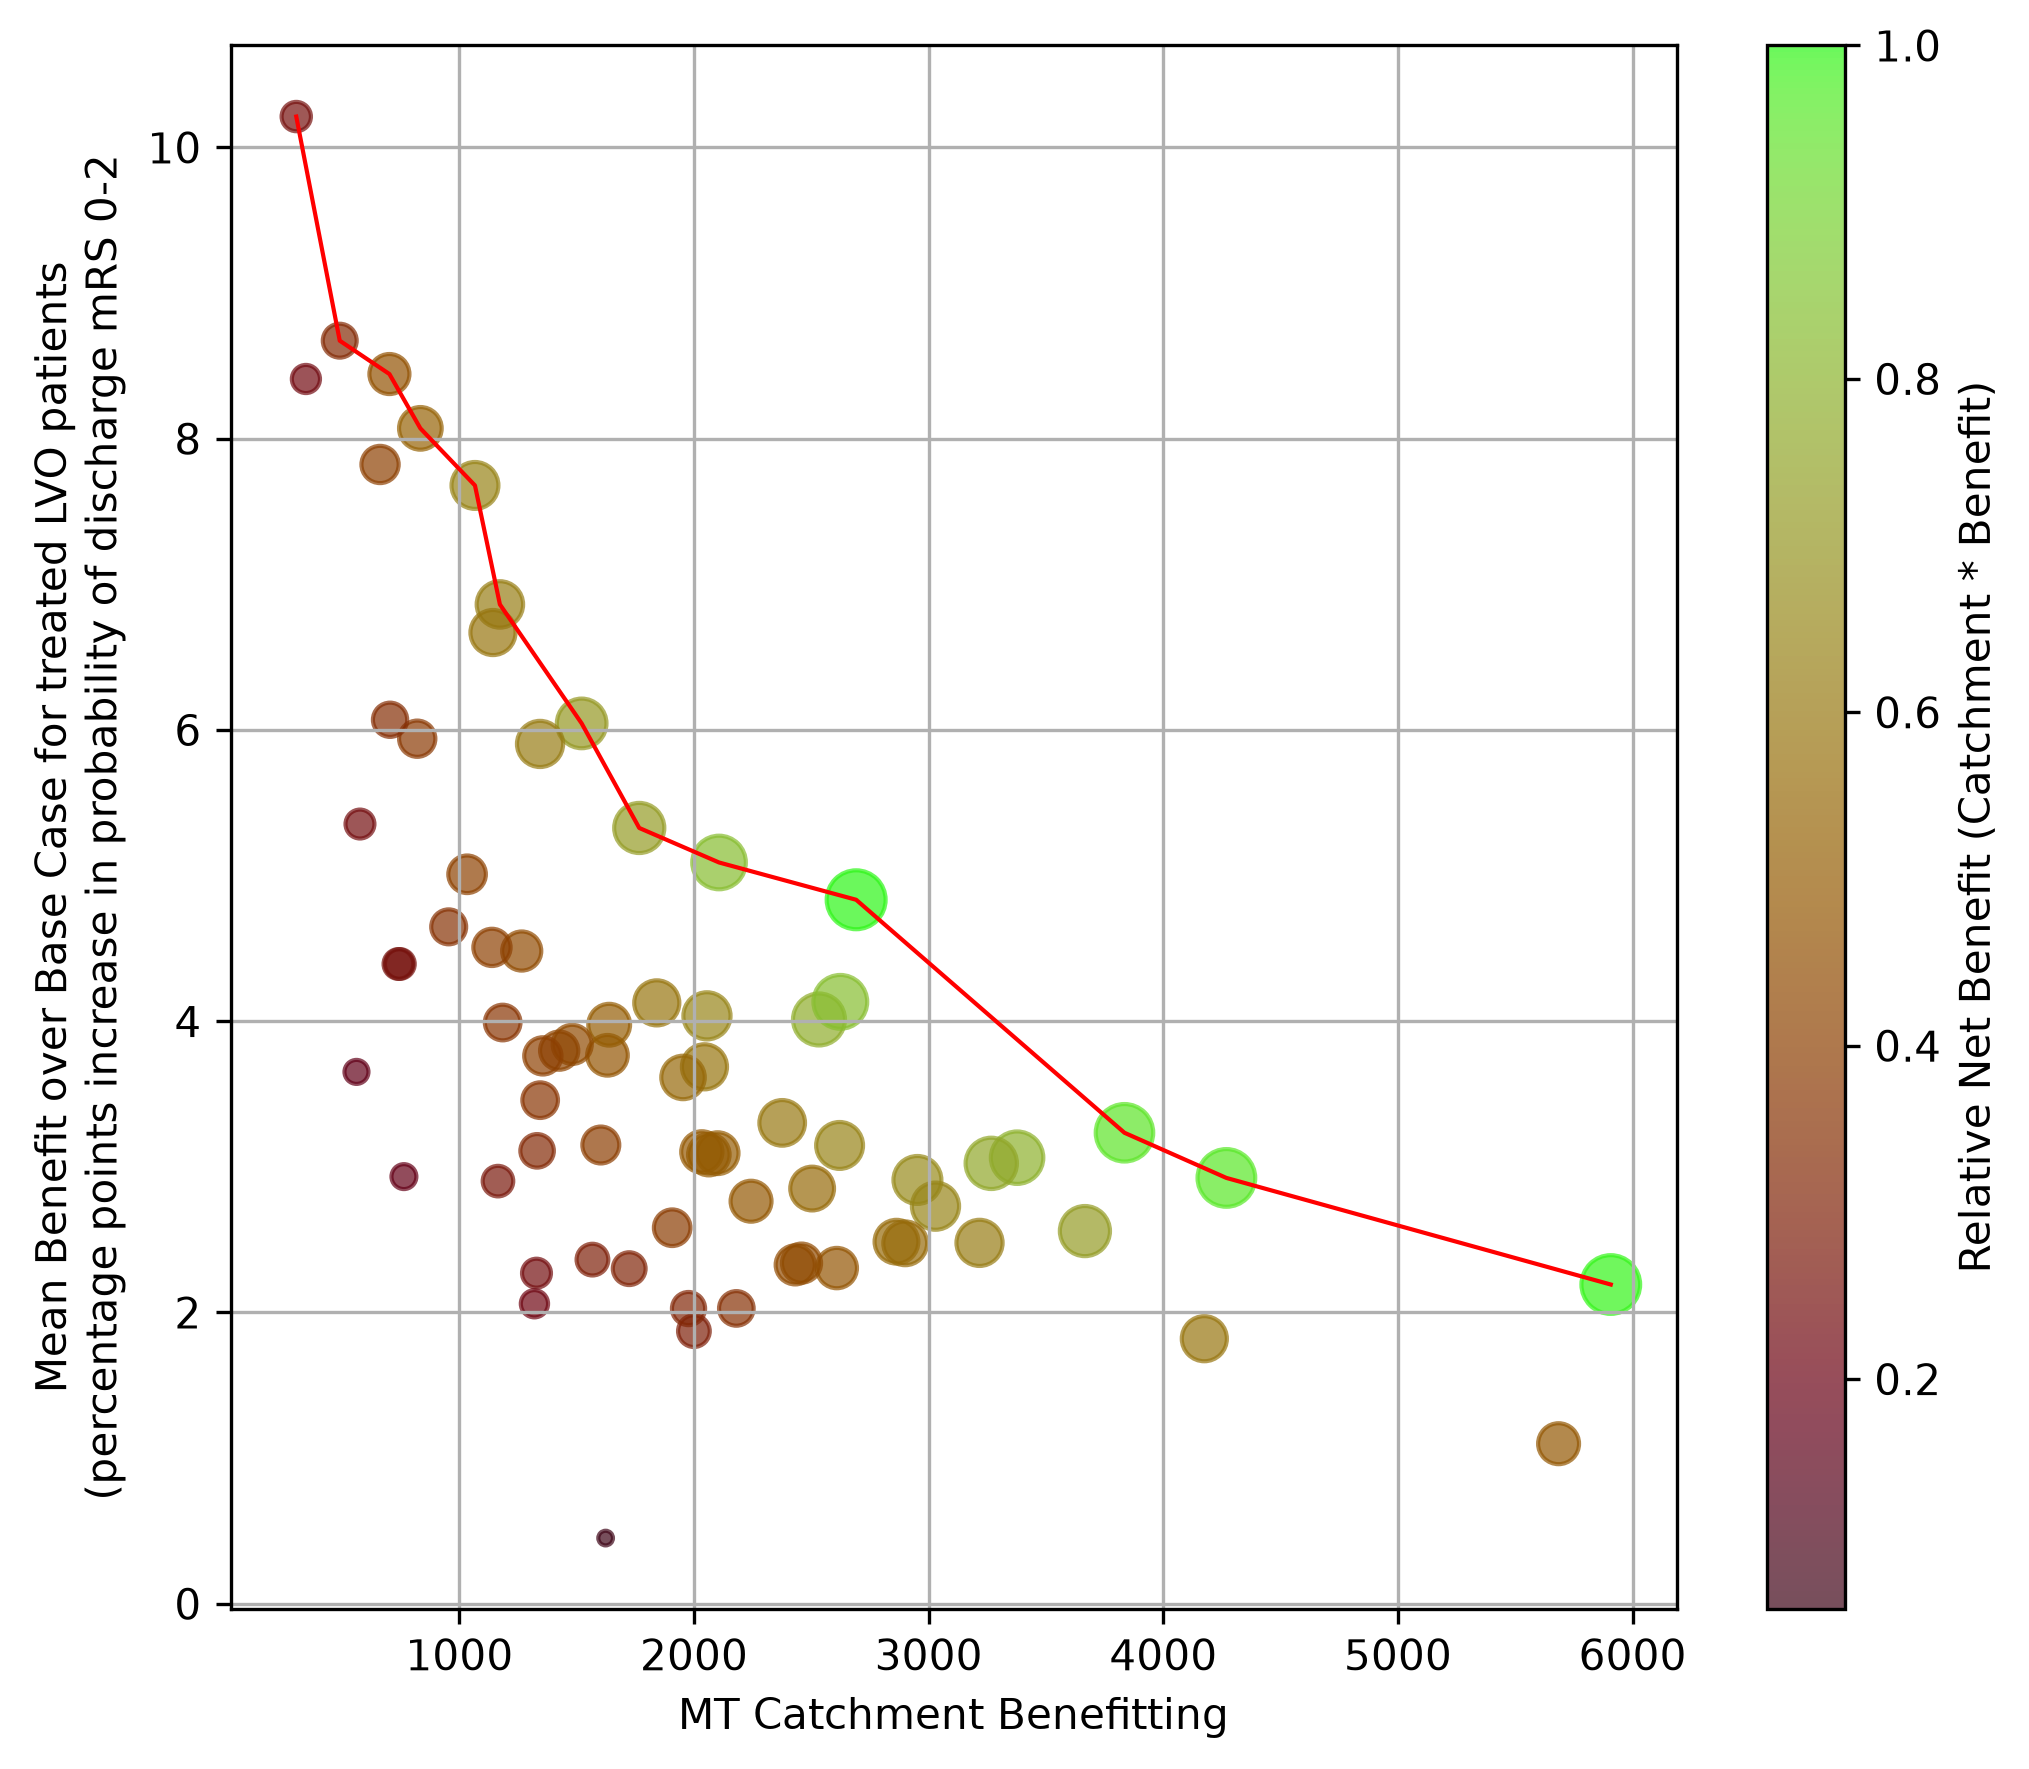 Mean Benefit over Base Case for treated LVO patients
(percentage points increase in probability of discharge mRS 0-2
10
8
6
4
2
0
1000 2000 3000 4000 5000 6000
MT Catchment Benefitting
1.0
0.8
0.6
0.4
0.2
Relative Net Benefit (Catchment * Benefit)